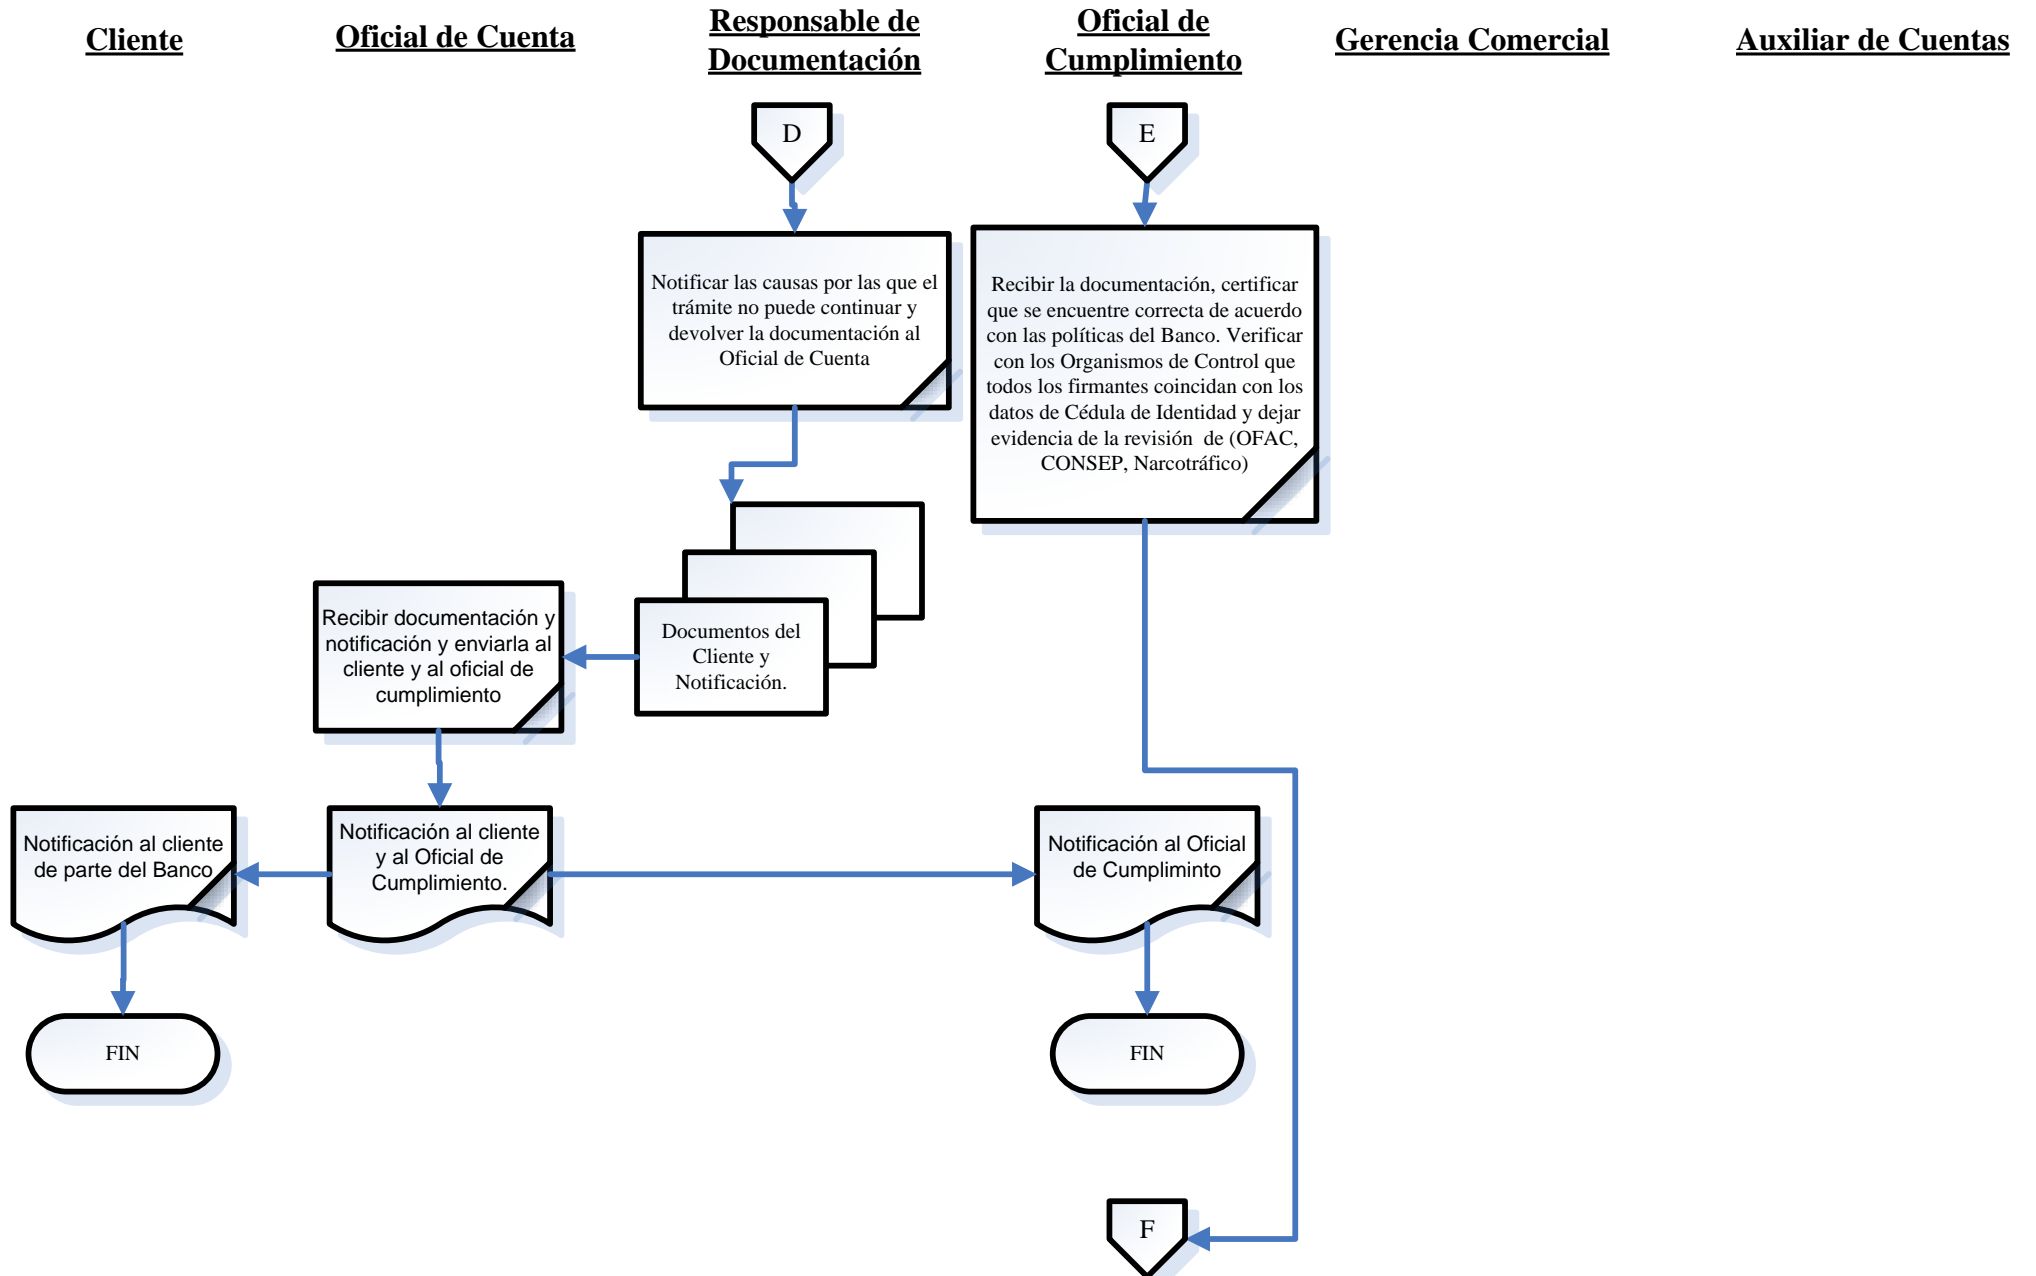 Cliente
Oficial de Cuenta
Responsable de
Documentación
Oficial de
Cumplimiento
Gerencia Comercial
Auxiliar de Cuentas
D
E
Notificar las causas por las que el
trámite no puede continuar y
devolver la documentación al
Oficial de Cuenta
Recibir la documentación, certificar
que se encuentre correcta de acuerdo
con las políticas del Banco. Verificar
con los Organismos de Control que
todos los firmantes coincidan con los
datos de Cédula de Identidad y dejar
evidencia de la revisión  de (OFAC,
CONSEP, Narcotráfico)
Documentos del
Cliente y
Notificación.
Recibir documentación y
notificación y enviarla al
cliente y al oficial de
cumplimiento
Notificación al cliente
de parte del Banco
Notificación al cliente
y al Oficial de
Cumplimiento.
Notificación al Oficial
de Cumpliminto
FIN
FIN
F